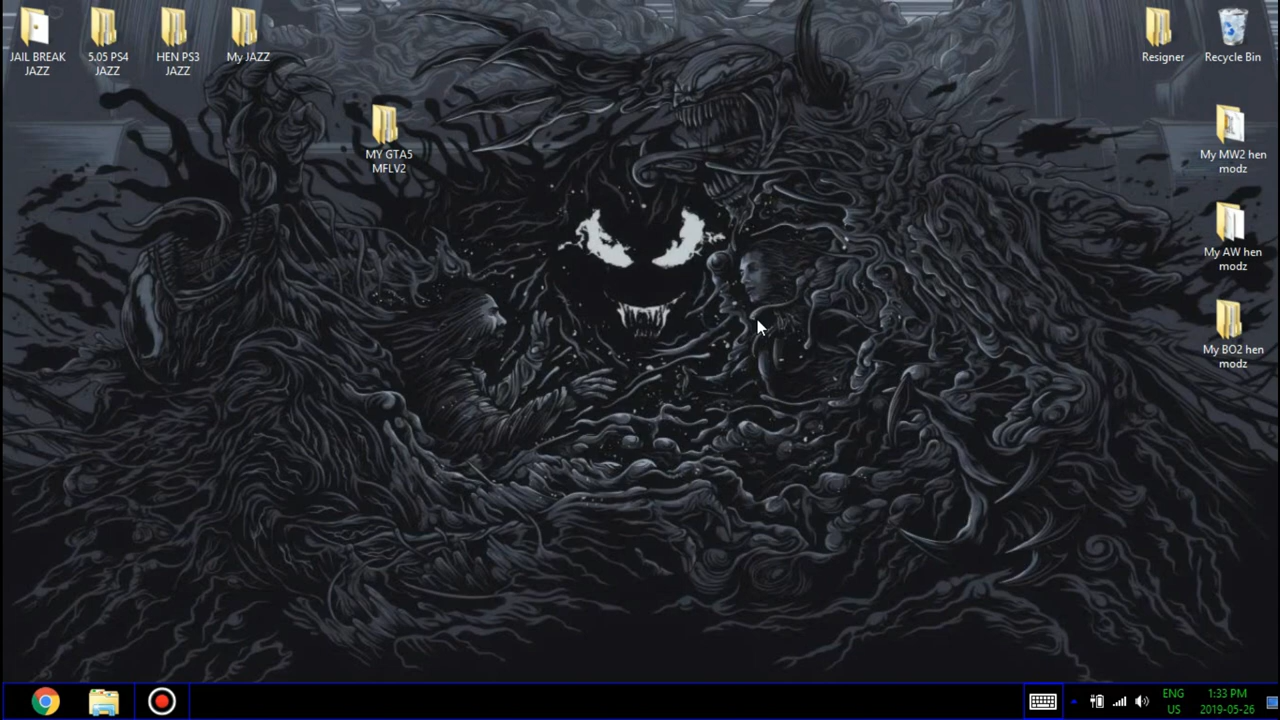 JAIL BREAK
JAZZ
5.05 PS4
JAZZ
HEN PS3
JAZZ
My JAZZ
Resigner
Recycle Bin
MY GTA5
MFLV2
My MW2 hen
modz
My AW hen
modz
My BO2 hen
modz
ENG
US
1:33 PM
2019-05-26